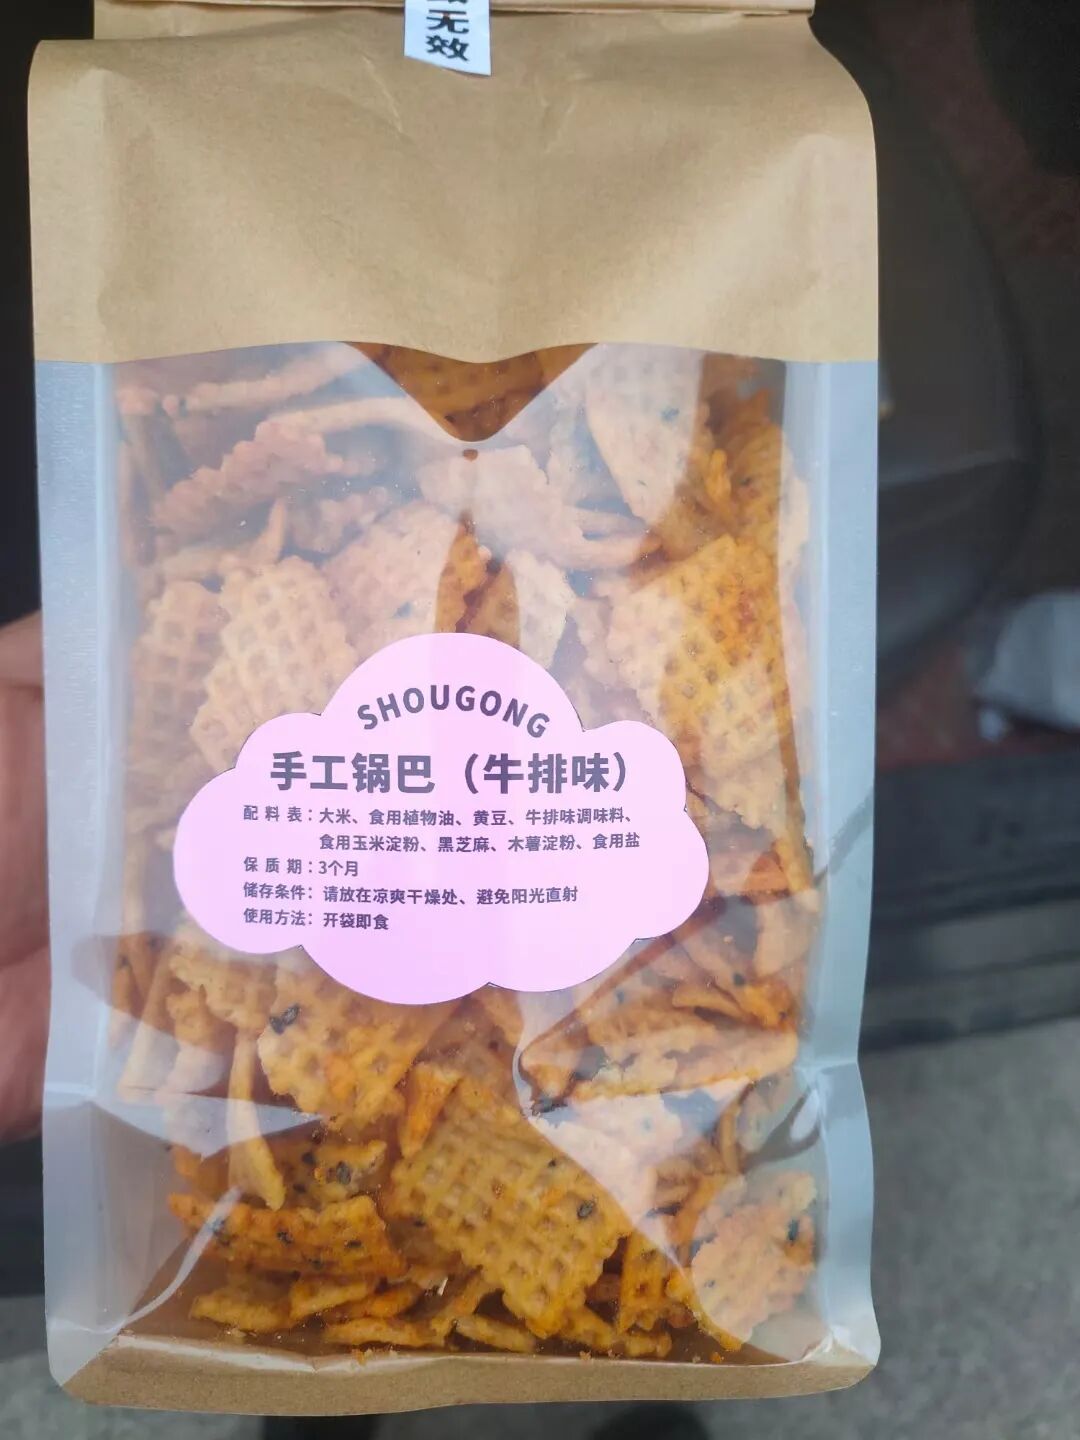 无效
SHOUGONG
手工锅巴（牛排味）
配料表：大米、食用植物油、黄豆、牛排味调味料、
食用玉米淀粉、黑芝麻、木薯淀粉、食用盐
保质期：3个月
储存条件：请放在凉爽干燥处、避免阳光直射
使用方法：开袋即食